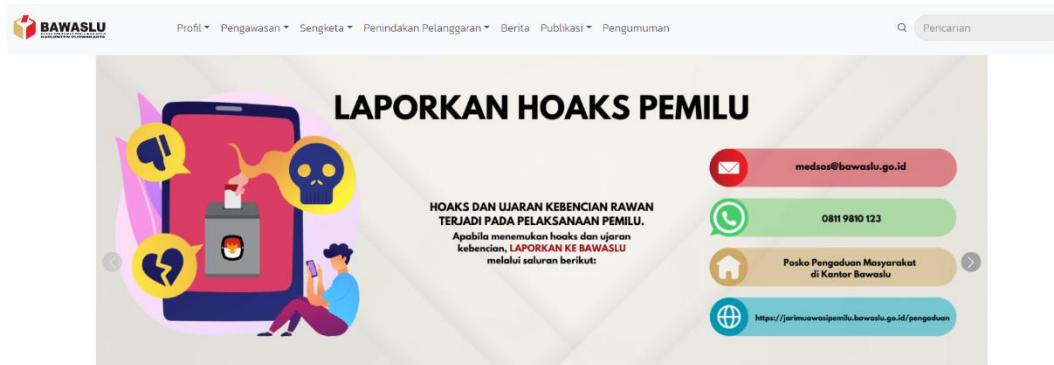 BAWASLU
KABUPATEN PURWAKARTA
Profil Pengawasan Sengketa Penindakan Pelanggaran Berita Publikasi Pengumuman
Pencarian
LAPORKAN HOAKS PEMILU
HOAKS DAN UJARAN KEBENCIAN RAWAN
TERJADI PADA PELAKSANAAN PEMILU.
Apabila menemukan hoaks dan ujaran
kebencian, LAPORKAN KE BAWASLU
melalui saluran berikut:
medsos@bawaslu.go.id
0811 9810 123
Posko Pengaduan Masyarakat
di Kantor Bawaslu
https://jarimuawasipemilu.bawaslu.go.id/pengaduan